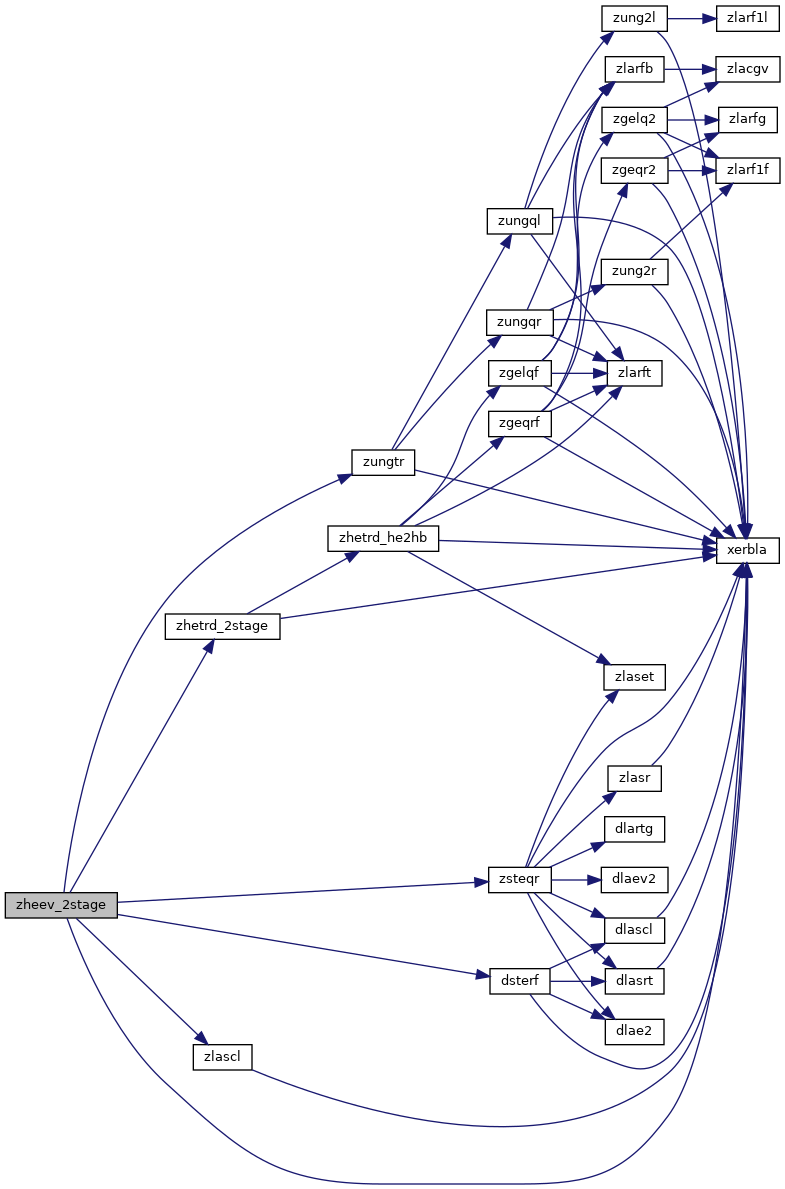 zung2l
zlarf1l
zlarfb
zlacgv
zgelq2
zlarfg
zgeqr2
zlarf1f
zungql
zung2r
zungqr
zgelqf
zlarft
zgeqrf
zungtr
zhetrd_he2hb
xerbla
zhetrd_2stage
zlaset
zlasr
dlartg
zsteqr
dlaev2
zheev_2stage
dlascl
dsterf
dlasrt
dlae2
zlascl